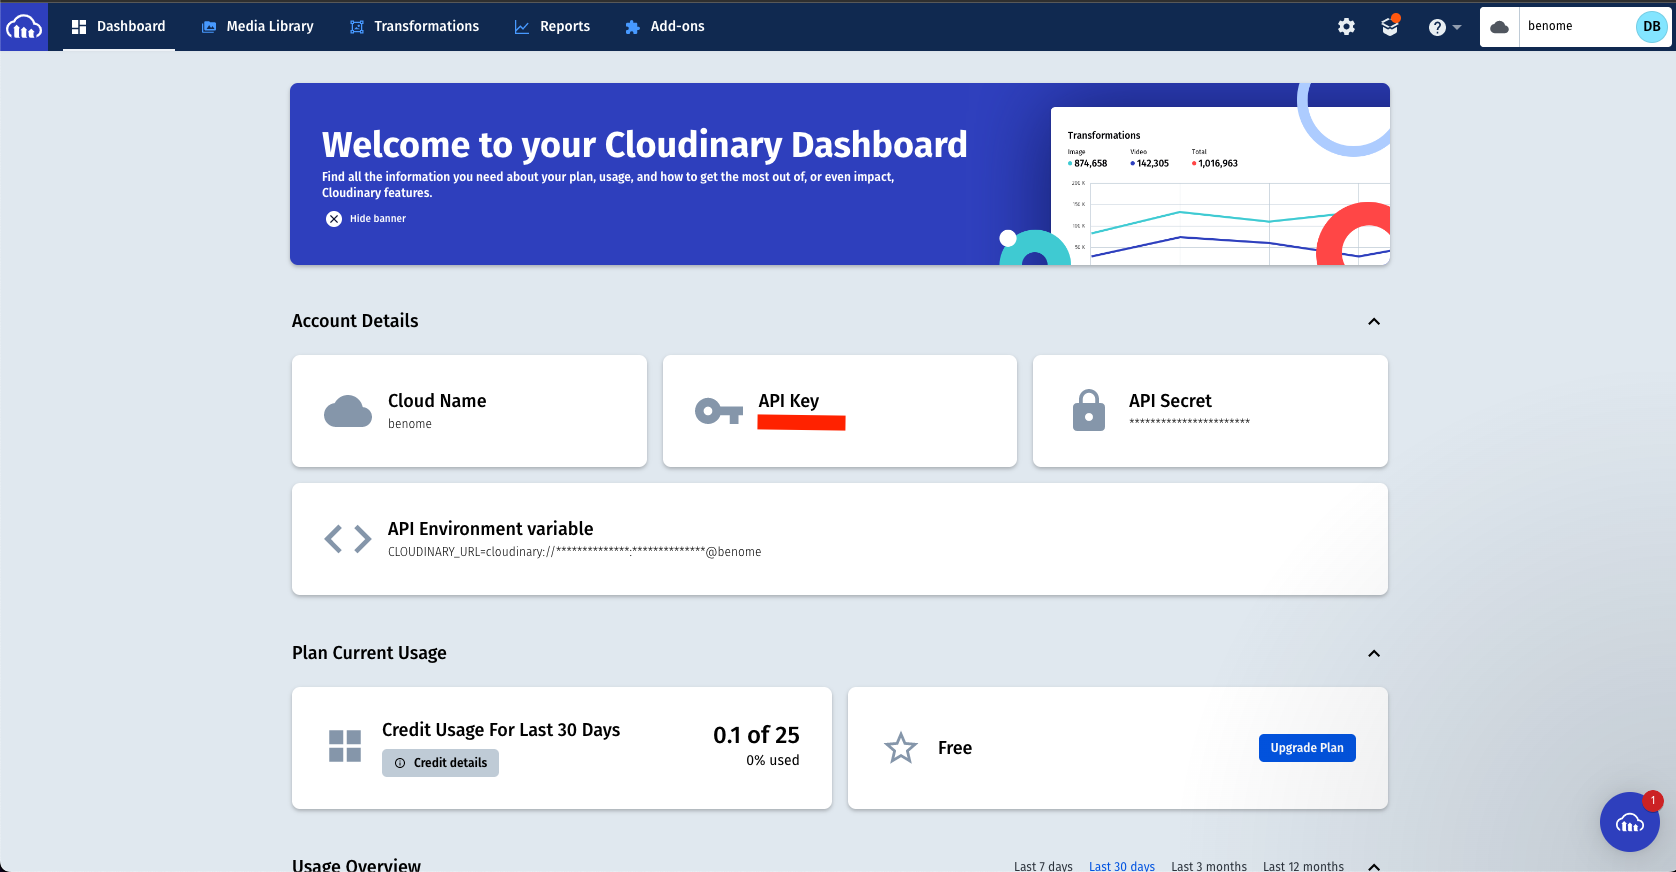 Dashboard Media Library Transformations Reports Add-ons benome DB
Welcome to your Cloudinary Dashboard
Find all the information you need about your plan, usage, and how to get the most out of, or even impact,
Cloudinary features.
Hide banner
Transformations
Image Video Total
874,658 142,305 1,016,963
200 K
150 K
100 K
50 K
Account Details
Cloud Name
benome
API Key
API Secret
***********************
API Environment variable
CLOUDINARY_URL=cloudinary://**************:**************@benome
Plan Current Usage
Credit Usage For Last 30 Days
Credit details
0.1 of 25
0% used
Free
Upgrade Plan
1
Usage Overview
Last 7 days Last 30 days Last 3 months Last 12 months